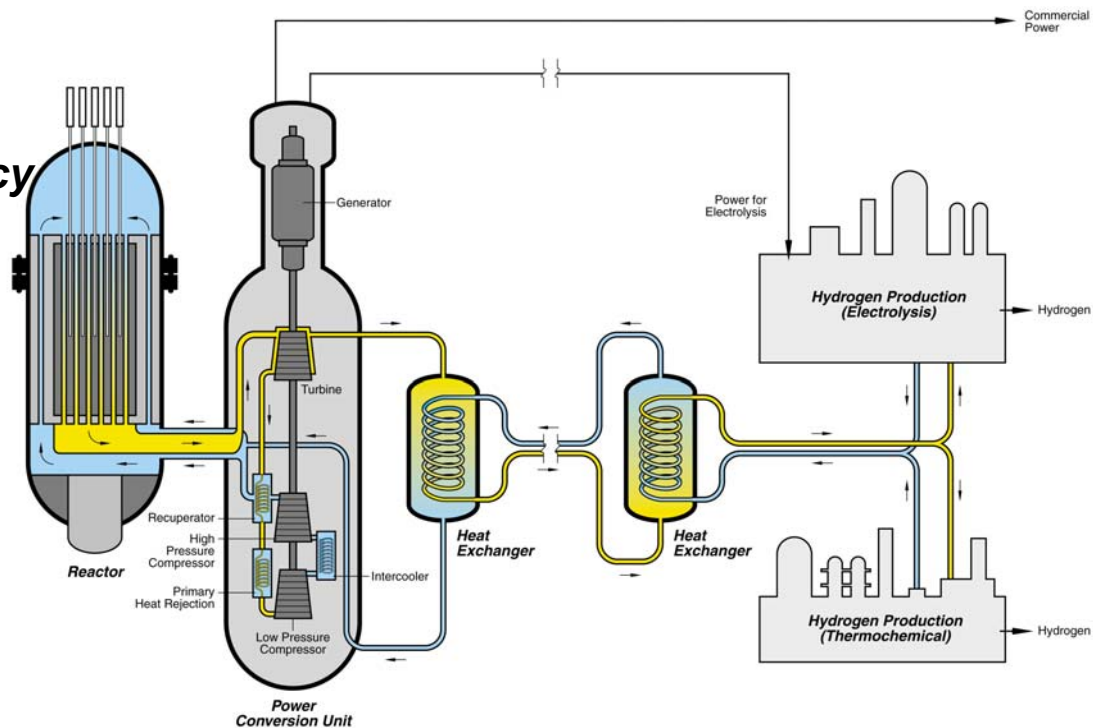 Commercial
Power
cy
Generator
Power for
Electrolysis
Hydrogen Production
(Electrolysis)
Hydrogen
Turbine
Recuperator
High
Pressure
Compressor
Reactor
Primary
Heat Rejection
Intercooler
Low Pressure
Compressor
Power
Conversion Unit
Heat
Exchanger
Heat
Exchanger
Hydrogen Production
(Thermochemical)
Hydrogen